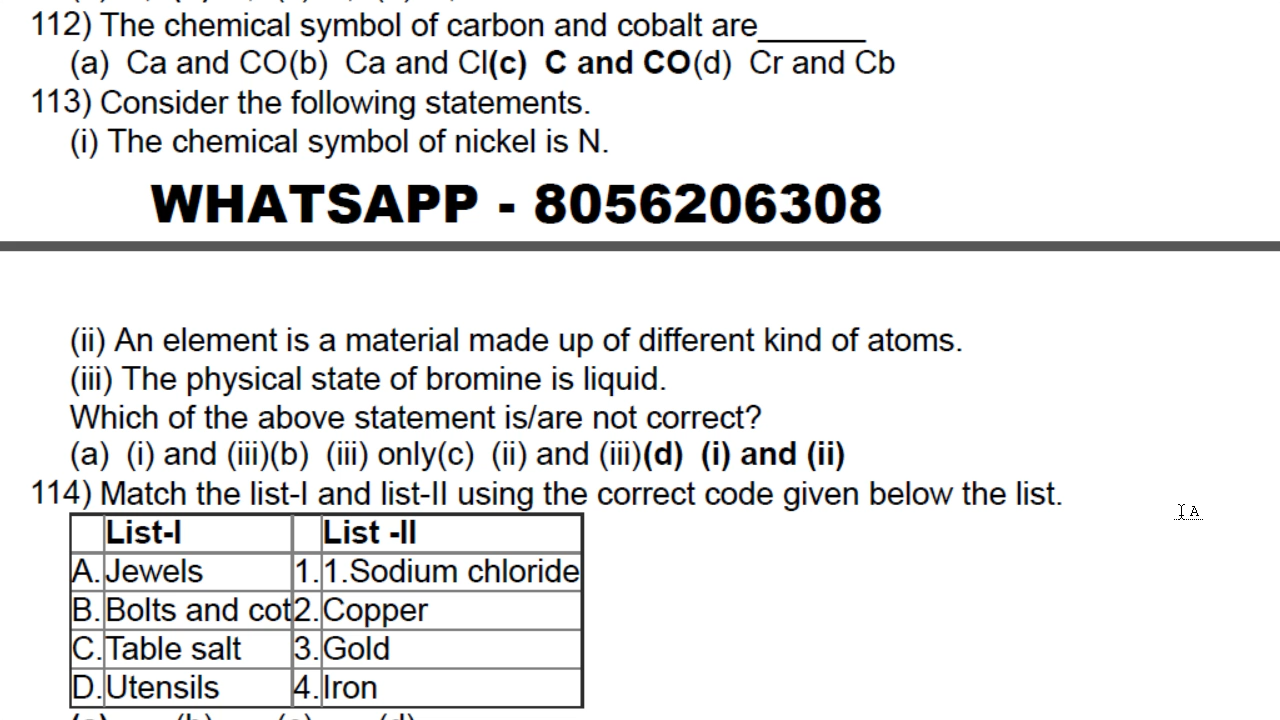 112) The chemical symbol of carbon and cobalt are______
(a) Ca and CO(b) Ca and Cl(c) C and CO(d) Cr and Cb
113) Consider the following statements.
(i) The chemical symbol of nickel is N.
WHATSAPP - 8056206308
(ii) An element is a material made up of different kind of atoms.
(iii) The physical state of bromine is liquid.
Which of the above statement is/are not correct?
(a) (i) and (iii)(b) (iii) only(c) (ii) and (iii)(d) (i) and (ii)
114) Match the list-I and list-II using the correct code given below the list.
List-I List -II
A. Jewels 1. 1.Sodium chloride
B. Bolts and cot 2. Copper
C. Table salt 3. Gold
D. Utensils 4. Iron